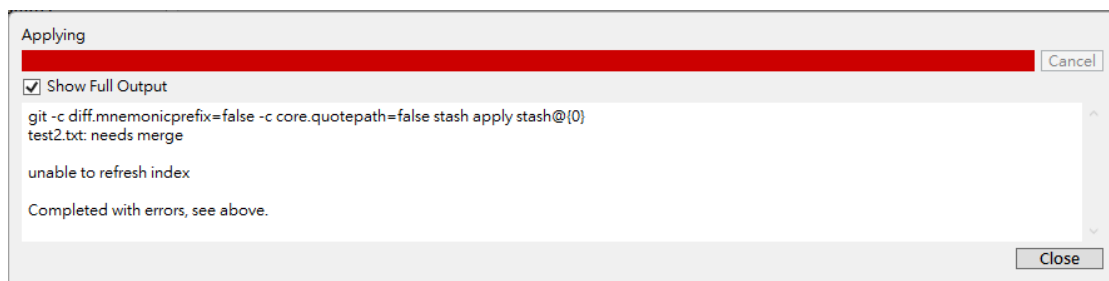 Applying
Cancel
Show Full Output
git -c diff.mnemonicprefix=false -c core.quotepath=false stash apply stash@{0}
test2.txt: needs merge
unable to refresh index
Completed with errors, see above.
Close